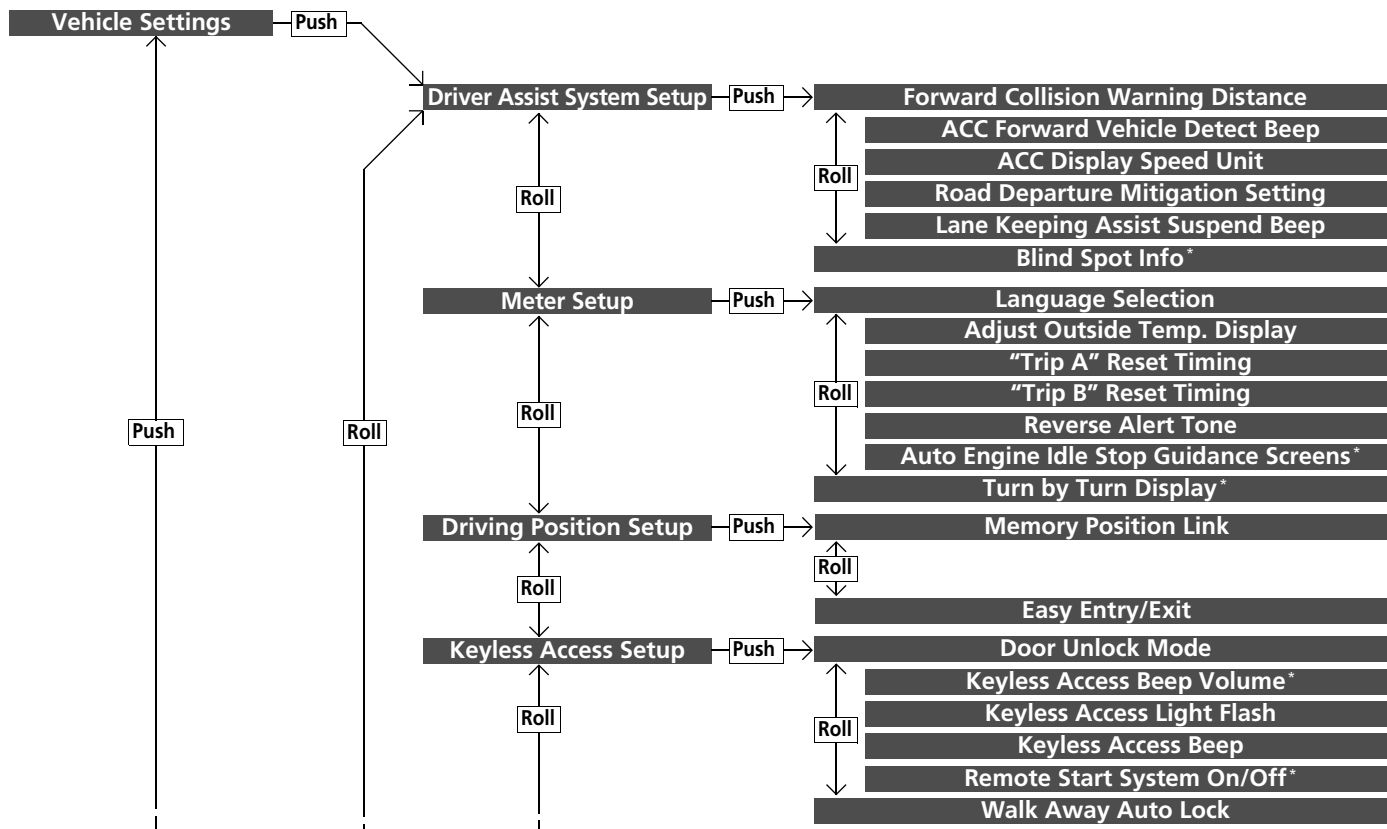 Vehicle Settings
Push
Driver Assist System Setup
Push
Forward Collision Warning Distance
ACC Forward Vehicle Detect Beep
ACC Display Speed Unit
Roll
Road Departure Mitigation Setting
Roll
Lane Keeping Assist Suspend Beep
Blind Spot Info*
Meter Setup
Push
Language Selection
Adjust Outside Temp. Display
“Trip A” Reset Timing
“Trip B” Reset Timing
Roll
Roll
Reverse Alert Tone
Push
Roll
Auto Engine Idle Stop Guidance Screens*
Turn by Turn Display*
Driving Position Setup
Push
Memory Position Link
Roll
Roll
Easy Entry/Exit
Keyless Access Setup
Push
Door Unlock Mode
Keyless Access Beep Volume*
Roll
Keyless Access Light Flash
Roll
Keyless Access Beep
Remote Start System On/Off*
Walk Away Auto Lock